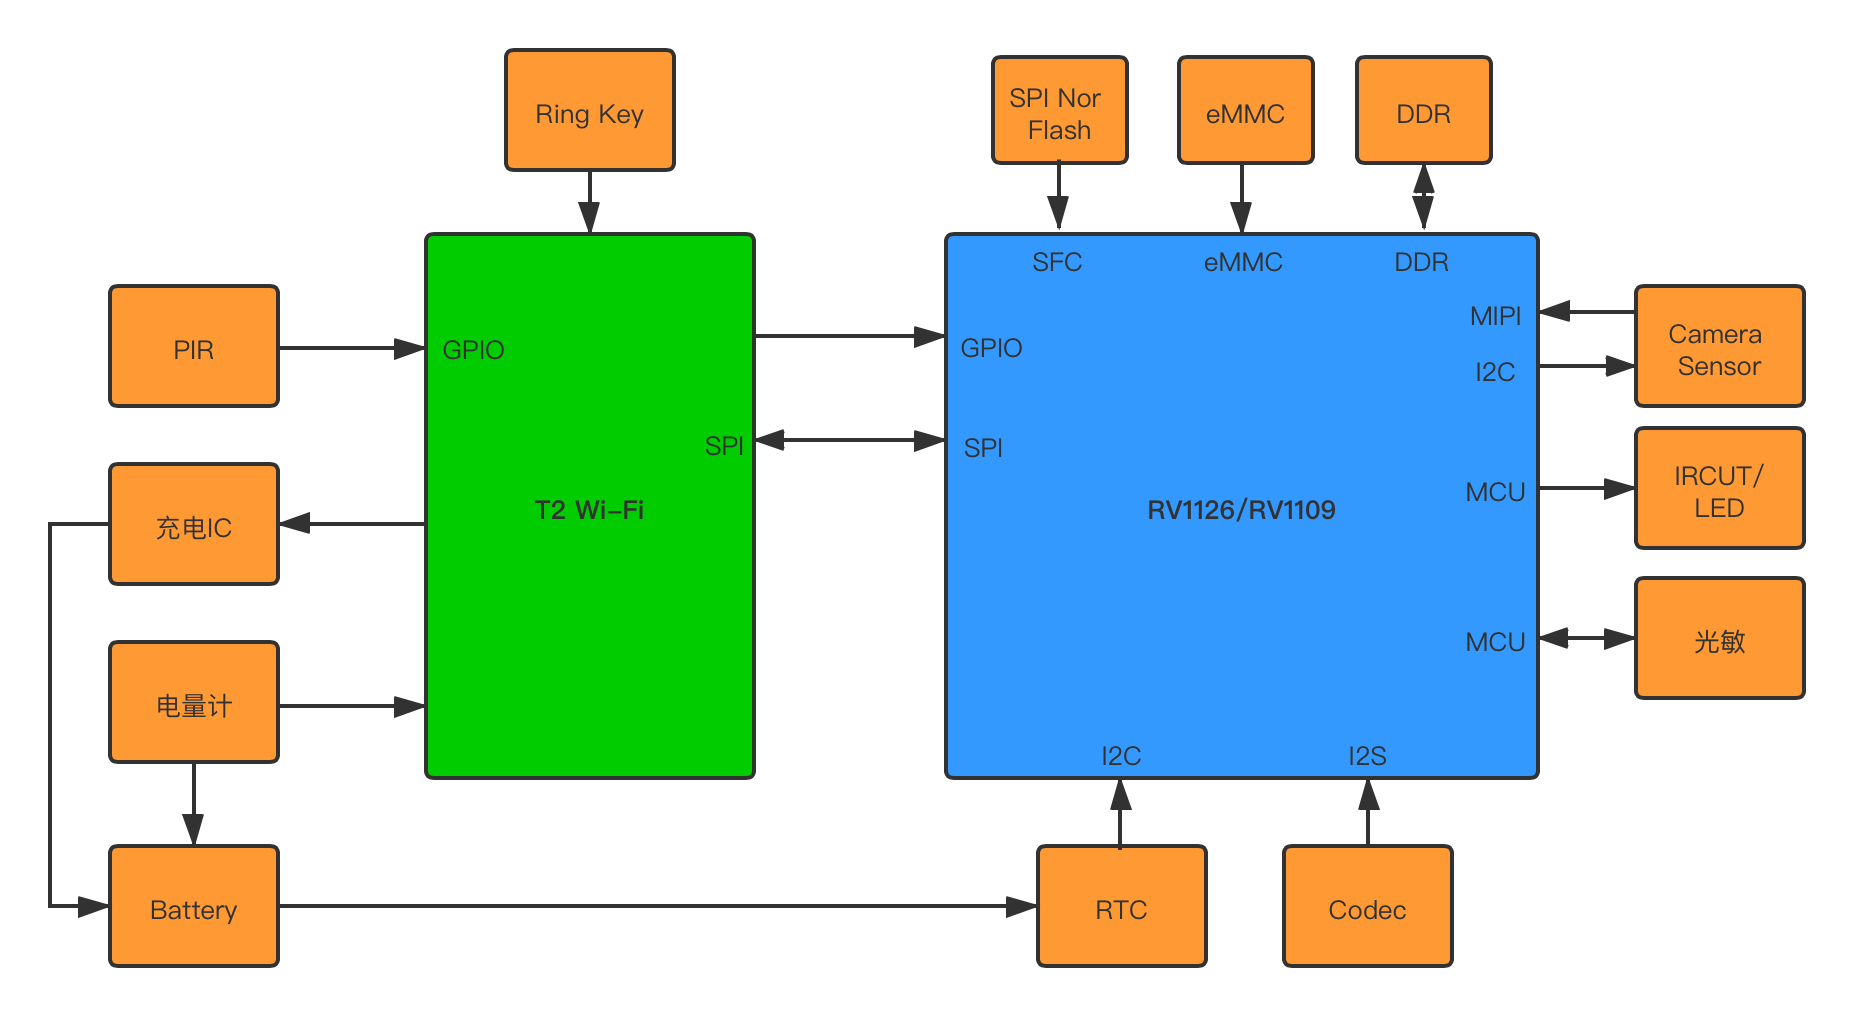 Ring Key
SPI Nor
Flash
eMMC
DDR
SFC
eMMC
DDR
PIR
GPIO
GPIO
MIPI
I2C
Camera
Sensor
SPI
SPI
充电IC
T2 Wi-Fi
RV1126/RV1109
MCU
IRCUT/
LED
MCU
光敏
电量计
I2C
I2S
Battery
RTC
Codec